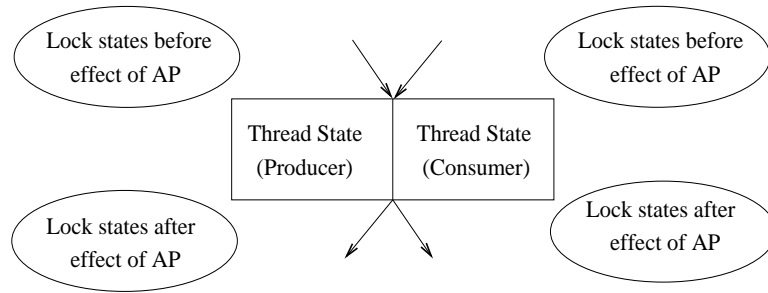 Lock states before
effect of AP
Lock states before
effect of AP
Thread State
(Producer)
Thread State
(Consumer)
Lock states after
effect of AP
Lock states after
effect of AP